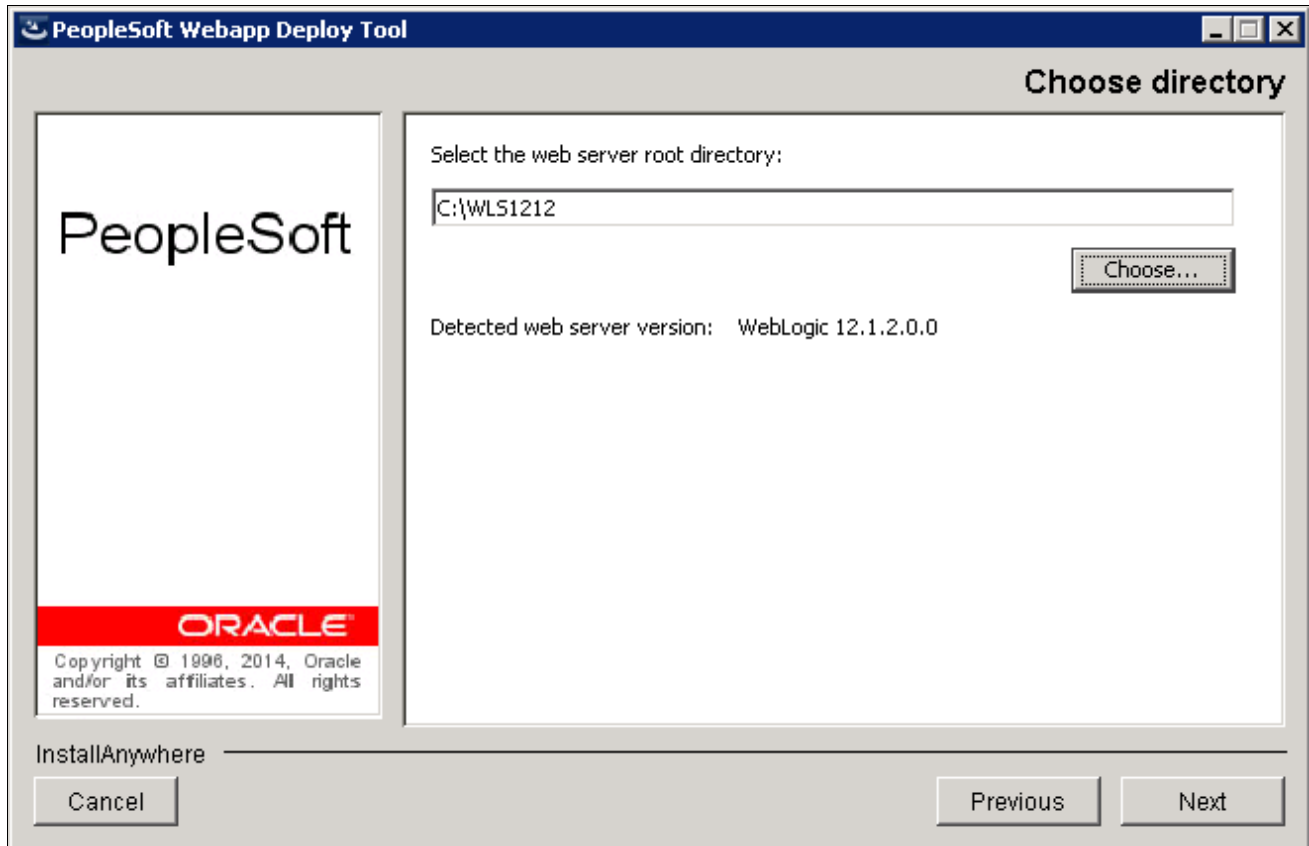 PeopleSoft Webapp Deploy Tool
Choose directory
PeopleSoft
ORACLE
Copyright © 1996, 2014, Oracle
and/or its affiliates. All rights
reserved.
Select the web server root directory:
C:\WLS1212
Choose...
Detected web server version: WebLogic 12.1.2.0.0
InstallAnywhere
Cancel
Previous
Next